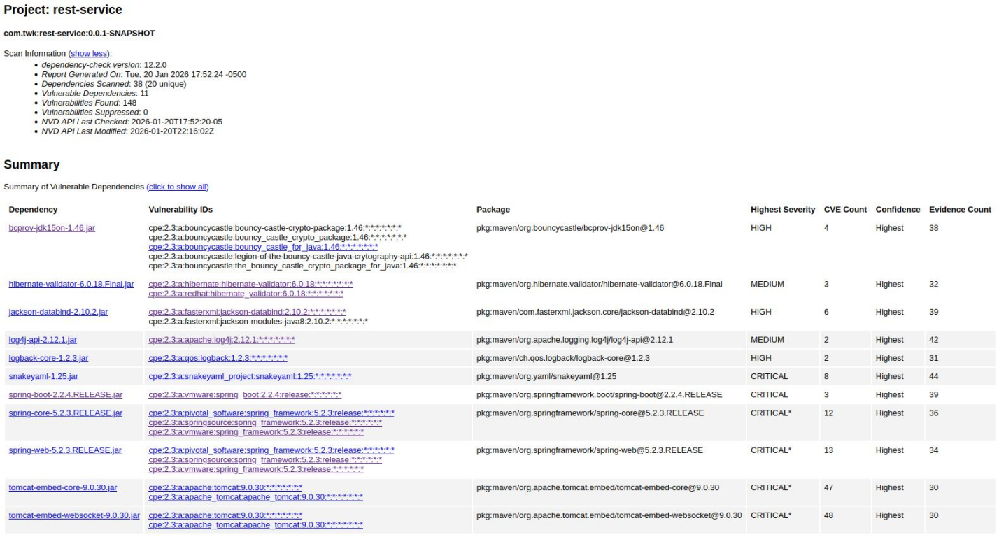 Project: rest-service
com.twk:rest-service:0.0.1-SNAPSHOT
Scan Information (show less):
• dependency-check version: 12.2.0
• Report Generated On: Tue, 20 Jan 2026 17:52:24 -0500
• Dependencies Scanned: 38 (20 unique)
• Vulnerable Dependencies: 11
• Vulnerabilities Found: 148
• Vulnerabilities Suppressed: 0
• NVD API Last Checked: 2026-01-20T17:52:20-05
• NVD API Last Modified: 2026-01-20T22:16:02Z
Summary
Summary of Vulnerable Dependencies (click to show all)
Dependency Vulnerability IDs Package Highest Severity CVE Count Confidence Evidence Count
bcprov-jdk15on-1.46.jar cpe:2.3:a:bouncycastle:bouncy-castle-crypto-package:1.46:*:*:*:*:*:*:* pkg:maven/org.bouncycastle/bcprov-jdk15on@1.46 HIGH 4 Highest 38
cpe:2.3:a:bouncycastle:bouncy_castle_crypto_package:1.46:*:*:*:*:*:*:*
cpe:2.3:a:bouncycastle:bouncy_castle_for_java:1.46:*:*:*:*:*:*:*
cpe:2.3:a:bouncycastle:legion-of-the-bouncy-castle-java-crytography-api:1.46:*:*:*:*:*:*:*
cpe:2.3:a:bouncycastle:the_bouncy_castle_crypto_package_for_java:1.46:*:*:*:*:*:*:*
hibernate-validator-6.0.18.Final.jar cpe:2.3:a:hibernate:hibernate-validator:6.0.18:*:*:*:*:*:*:* pkg:maven/org.hibernate.validator/hibernate-validator@6.0.18.Final MEDIUM 3 Highest 32
cpe:2.3:a:redhat:hibernate_validator:6.0.18:*:*:*:*:*:*:*
jackson-databind-2.10.2.jar cpe:2.3:a:fasterxml:jackson-databind:2.10.2:*:*:*:*:*:*:* pkg:maven/com.fasterxml.jackson.core/jackson-databind@2.10.2 HIGH 6 Highest 39
cpe:2.3:a:fasterxml:jackson-modules-java8:2.10.2:*:*:*:*:*:*:*
log4j-api-2.12.1.jar cpe:2.3:a:apache:log4j:2.12.1:*:*:*:*:*:*:* pkg:maven/org.apache.logging.log4j/log4j-api@2.12.1 MEDIUM 2 Highest 42
logback-core-1.2.3.jar cpe:2.3:a:qos:logback:1.2.3:*:*:*:*:*:*:* pkg:maven/ch.qos.logback/logback-core@1.2.3 HIGH 2 Highest 31
snakeyaml-1.25.jar cpe:2.3:a:snakeyaml_project:snakeyaml:1.25:*:*:*:*:*:*:* pkg:maven/org.yaml/snakeyaml@1.25 CRITICAL 8 Highest 44
spring-boot-2.2.4.RELEASE.jar cpe:2.3:a:vmware:spring_boot:2.2.4:release:*:*:*:*:*:* pkg:maven/org.springframework.boot/spring-boot@2.2.4.RELEASE CRITICAL 3 Highest 39
spring-core-5.2.3.RELEASE.jar cpe:2.3:a:pivotal_software:spring_framework:5.2.3:release:*:*:*:*:*:* pkg:maven/org.springframework/spring-core@5.2.3.RELEASE CRITICAL* 12 Highest 36
cpe:2.3:a:springsource:spring_framework:5.2.3:release:*:*:*:*:*:*
cpe:2.3:a:vmware:spring_framework:5.2.3:release:*:*:*:*:*:*
spring-web-5.2.3.RELEASE.jar cpe:2.3:a:pivotal_software:spring_framework:5.2.3:release:*:*:*:*:*:* pkg:maven/org.springframework/spring-web@5.2.3.RELEASE CRITICAL* 13 Highest 34
cpe:2.3:a:springsource:spring_framework:5.2.3:release:*:*:*:*:*:*
cpe:2.3:a:vmware:spring_framework:5.2.3:release:*:*:*:*:*:*
tomcat-embed-core-9.0.30.jar cpe:2.3:a:apache:tomcat:9.0.30:*:*:*:*:*:*:* pkg:maven/org.apache.tomcat.embed/tomcat-embed-core@9.0.30 CRITICAL* 47 Highest 30
cpe:2.3:a:apache_tomcat:apache_tomcat:9.0.30:*:*:*:*:*:*:*
tomcat-embed-websocket-9.0.30.jar cpe:2.3:a:apache:tomcat:9.0.30:*:*:*:*:*:*:* pkg:maven/org.apache.tomcat.embed/tomcat-embed-websocket@9.0.30 CRITICAL* 48 Highest 30
cpe:2.3:a:apache_tomcat:apache_tomcat:9.0.30:*:*:*:*:*:*:*